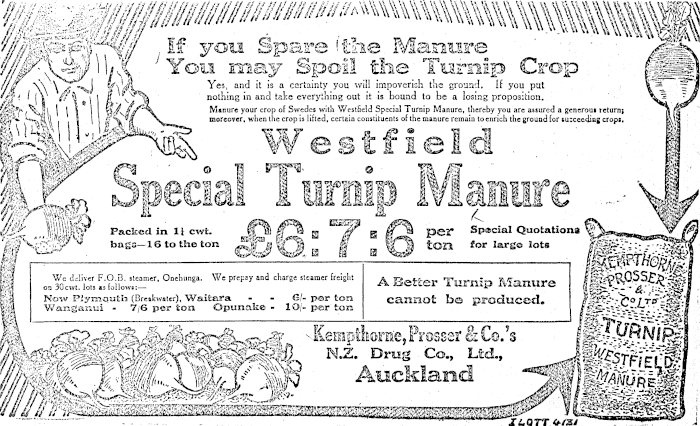 If you Spare the Manure
You may Spoil the Turnip Crop
Yes, and it is a certainty you will impoverish the ground. If you put
nothing in and take everything out it is bound to be a losing proposition.
Manure your crop of Swedes with Westfield Special Turnip Manure, thereby you are assured a generous return;
moreover, when the crop is lifted, certain constituents of the manure remain to enrich the ground for succeeding crops.
Westfield
Special Turnip Manure
Packed in 1¼ cwt.
bags—16 to the ton
£6:7:6
per
ton
Special Quotations
for large lots
We deliver F.O.B. steamer, Onehunga. We prepay and charge steamer freight
on 30cwt. lots as follows:—
Now Plymouth (Breakwater), Waitara - - 6/- per ton
Wanganui - 7/6 per ton Opunake - 10/- per ton
A Better Turnip Manure
cannot be produced.
Kempthorne, Prosser & Co.'s
N.Z. Drug Co., Ltd.,
Auckland
KEMPTHORNE
PROSSER
&
Co LTD
TURNIP
WESTFIELD
MANURE
ILOTT 4/31